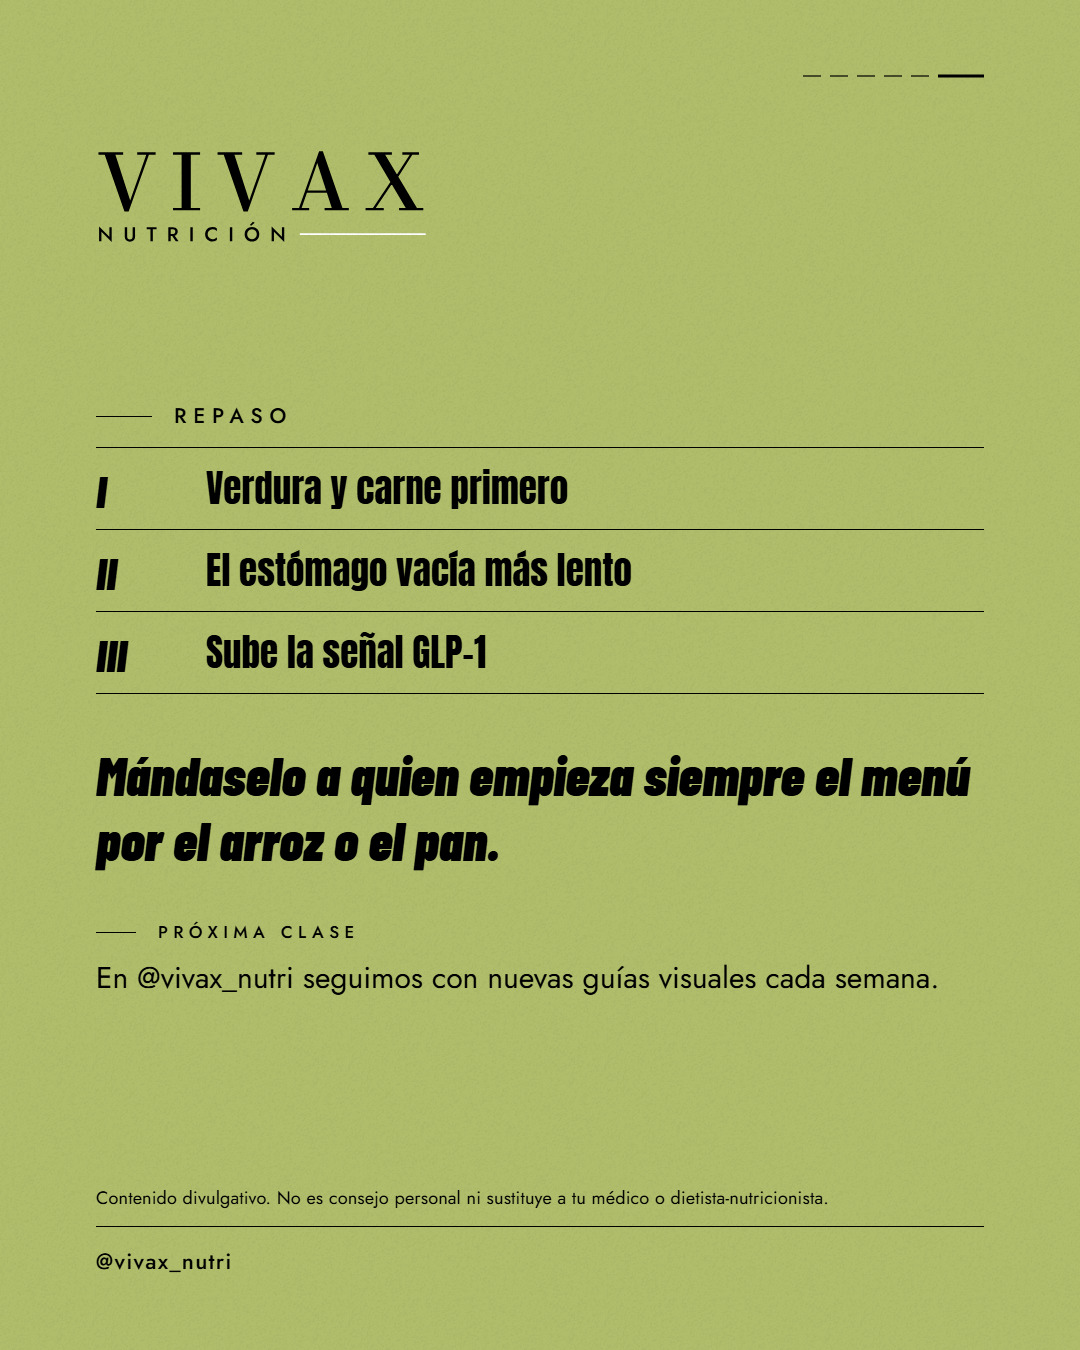 VIVAX
NUTRICIÓN
REPASO
I Verdura y carne primero
II El estómago vacía más lento
III Sube la señal GLP-1
Mándaselo a quien empieza siempre el menú
por el arroz o el pan.
PRÓXIMA CLASE
En @vivax_nutri seguimos con nuevas guías visuales cada semana.
Contenido divulgativo. No es consejo personal ni sustituye a tu médico o dietista-nutricionista.
@vivax_nutri